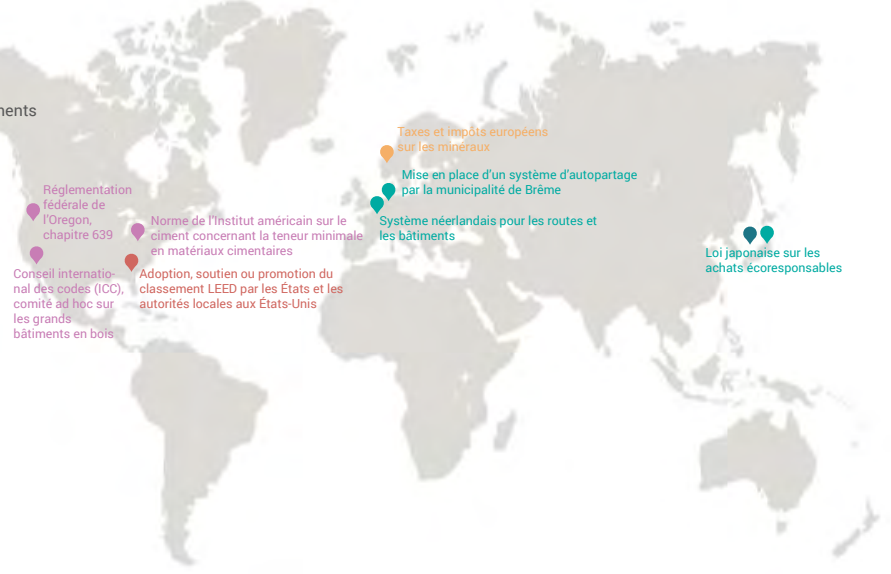 ments
Taxes et impôts européens
sur les minéraux
Mise en place d'un système d'autopartage
par la municipalité de Brême
Système néerlandais pour les routes et
les bâtiments
Réglementation
fédérale de
l'Oregon,
chapitre 639
Norme de l'Institut américain sur le
ciment concernant la teneur minimale
en matériaux cimentaires
Conseil internatio-
nal des codes (ICC),
comité ad hoc sur
les grands
bâtiments en bois
Adoption, soutien ou promotion du
classement LEED par les États et les
autorités locales aux États-Unis
Loi japonaise sur les
achats écoresponsables